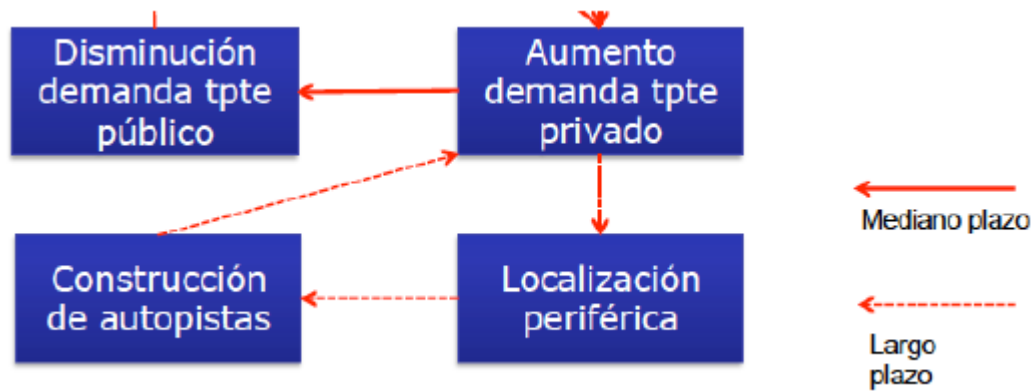 Disminución
demanda tpte
público
Aumento
demanda tpte
privado
Construcción
de autopistas
Localización
periférica
Mediano plazo
Largo
plazo